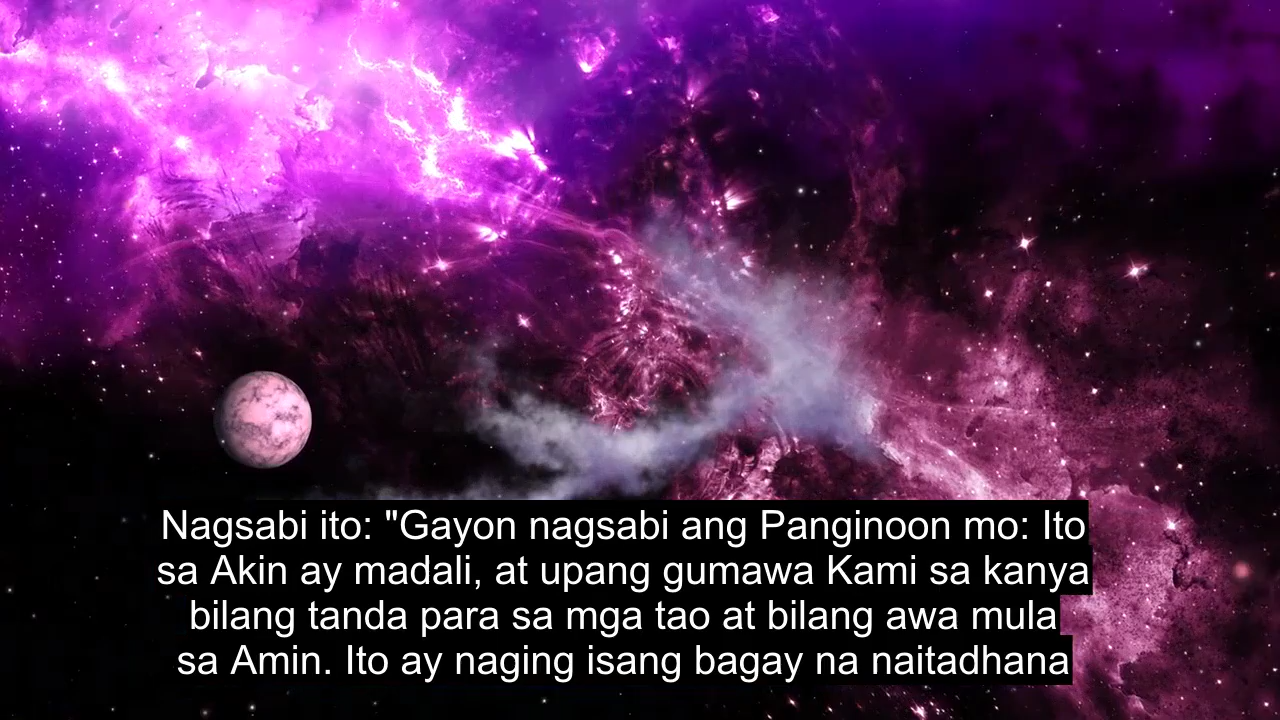 Nagsabi ito: "Gayon nagsabi ang Panginoon mo: Ito
sa Akin ay madali, at upang gumawa Kami sa kanya
bilang tanda para sa mga tao at bilang awa mula
sa Amin. Ito ay naging isang bagay na naitadhana